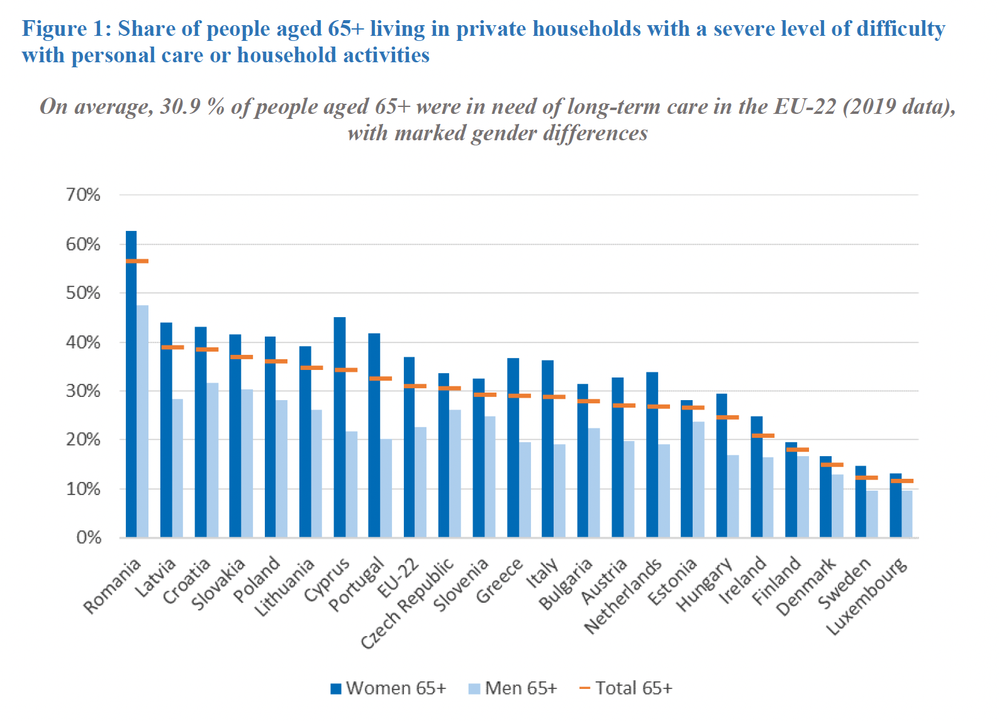 Figure 1: Share of people aged 65+ living in private households with a severe level of difficulty
with personal care or household activities
On average, 30.9 % of people aged 65+ were in need of long-term care in the EU-22 (2019 data),
with marked gender differences
70%
60%
50%
40%
30%
20%
10%
0%
Romania
Latvia
Croatia
Slovakia
Poland
Lithuania
Cyprus
Portugal
EU-22
Czech Republic
Slovenia
Greece
Italy
Bulgaria
Austria
Netherlands
Estonia
Hungary
Ireland
Finland
Denmark
Sweden
Luxembourg
Women 65+ Men 65+ Total 65+